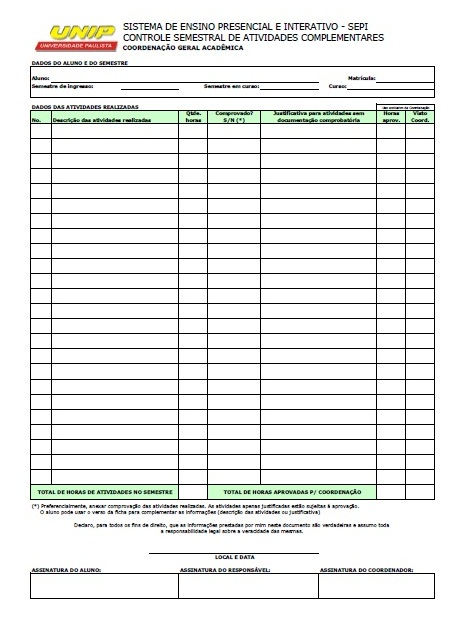 UNIP
UNIVERSIDADE PAULISTA
SISTEMA DE ENSINO PRESENCIAL E INTERATIVO - SEPI
CONTROLE SEMESTRAL DE ATIVIDADES COMPLEMENTARES
COORDENAÇÃO GERAL ACADÊMICA
DADOS DO ALUNO E DO SEMESTRE
Aluno: Matrícula:
Semestre de ingresso: Semestre em curso: Curso:
DADOS DAS ATIVIDADES REALIZADAS
Uso exclusivo da Coordenação
No. Descrição das atividades realizadas Qtde. horas Comprovado? S/N (*) Justificativa para atividades sem documentação comprobatória Horas aprov. Visto Coord.
TOTAL DE HORAS DE ATIVIDADES NO SEMESTRE TOTAL DE HORAS APROVADAS P/ COORDENAÇÃO
(*) Preferencialmente, anexar comprovação das atividades realizadas. As atividades apenas justificadas estão sujeitas à aprovação.
O aluno pode usar o verso da ficha para complementar as informações (descrição das atividades ou justificativa)
Declaro, para todos os fins de direito, que as informações prestadas por mim neste documento são verdadeiras e assumo toda
a responsabilidade legal sobre a veracidade das mesmas.
LOCAL E DATA
ASSINATURA DO ALUNO: ASSINATURA DO RESPONSÁVEL: ASSINATURA DO COORDENADOR: